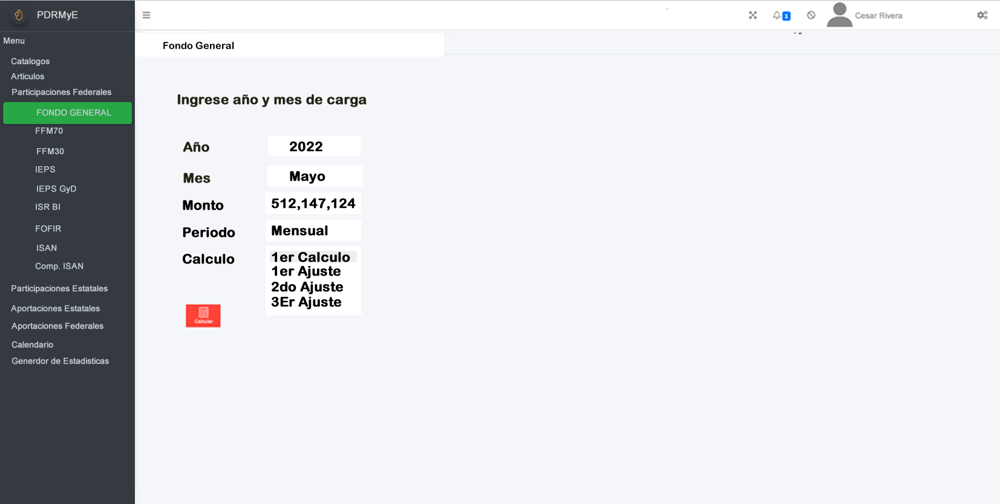 PDRMyE
1
Cesar Rivera
Menu
Catalogos
Articulos
Participaciones Federales
FONDO GENERAL
FFM70
FFM30
IEPS
IEPS GyD
ISR BI
FOFIR
ISAN
Comp. ISAN
Participaciones Estatales
Aportaciones Estatales
Aportaciones Federales
Calendario
Generdor de Estadisticas
Fondo General
Ingrese año y mes de carga
Año 2022
Mes Mayo
Monto 512,147,124
Periodo Mensual
Calculo 1er Calculo
1er Ajuste
2do Ajuste
3Er Ajuste
Calcular